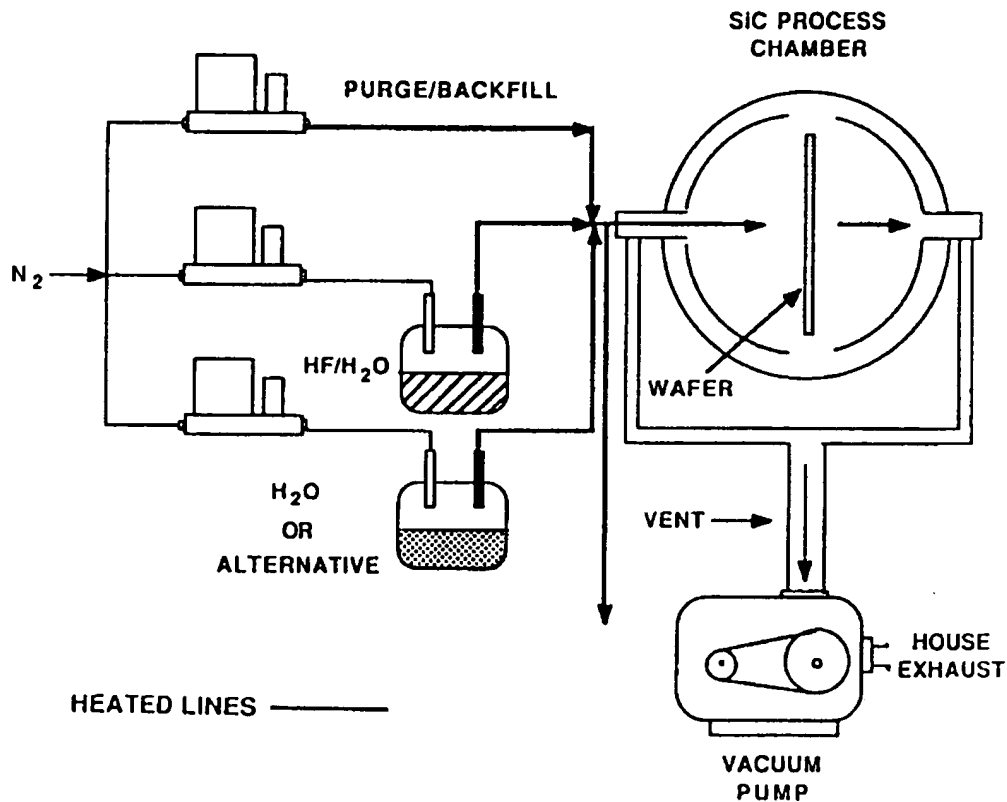 SiC PROCESS
CHAMBER
PURGE/BACKFILL
N2
HF/H2O
WAFER
H2O
OR
ALTERNATIVE
VENT
HOUSE
EXHAUST
HEATED LINES
VACUUM
PUMP